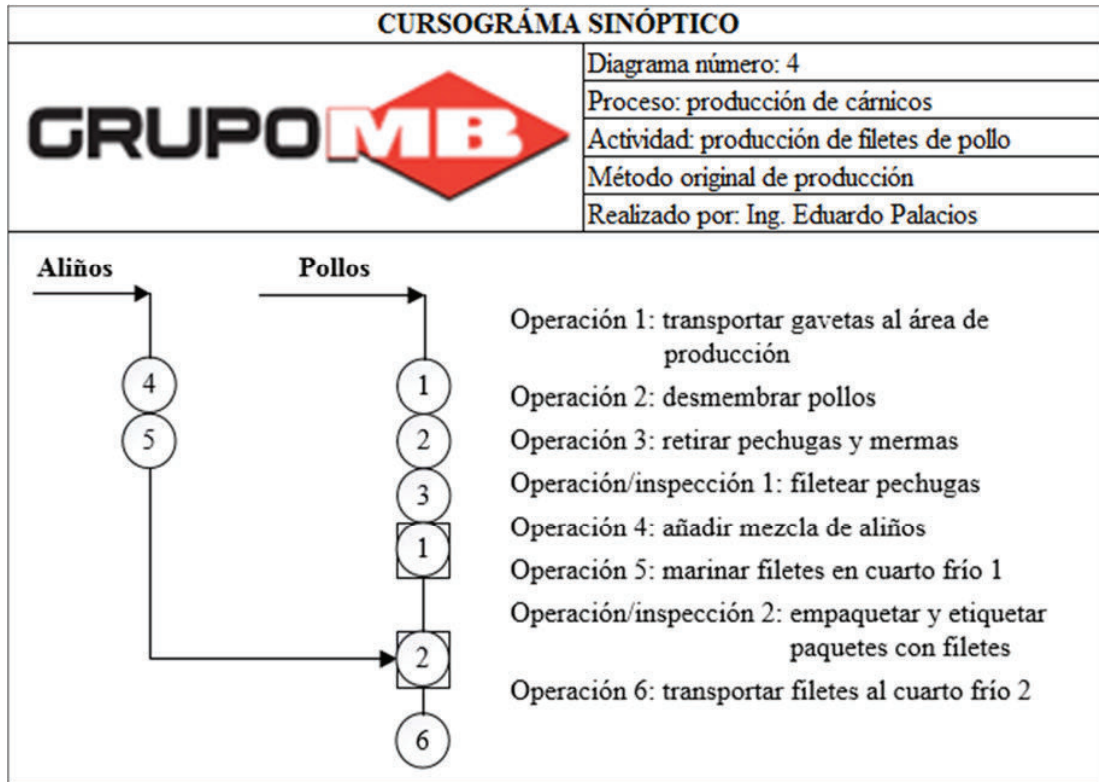 CURSOGRÁMA SINÓPTICO
GRUPO MB
Diagrama número: 4
Proceso: producción de cárnicos
Actividad: producción de filetes de pollo
Método original de producción
Realizado por: Ing. Eduardo Palacios
Aliños
Pollos
4
5
1
2
3
1
2
6
Operación 1: transportar gavetas al área de
producción
Operación 2: desmembrar pollos
Operación 3: retirar pechugas y mermas
Operación/inspección 1: filetear pechugas
Operación 4: añadir mezcla de aliños
Operación 5: marinar filetes en cuarto frío 1
Operación/inspección 2: empaquetar y etiquetar
paquetes con filetes
Operación 6: transportar filetes al cuarto frío 2